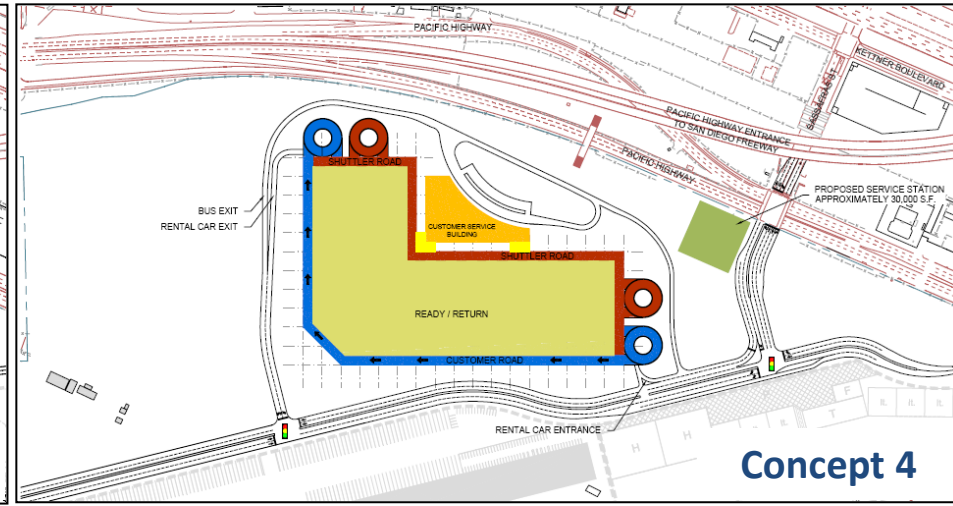 PACIFIC HIGHWAY
KETTNER BOULEVARD
SASSAFRAS ST
PACIFIC HIGHWAY ENTRANCE
TO SAN DIEGO FREEWAY
PACIFIC HIGHWAY
SHUTTLER ROAD
PROPOSED SERVICE STATION
APPROXIMATELY 30,000 S.F.
BUS EXIT
RENTAL CAR EXIT
CUSTOMER SERVICE
BUILDING
SHUTTLER ROAD
READY / RETURN
CUSTOMER ROAD
RENTAL CAR ENTRANCE
F
T
H
H
Concept 4